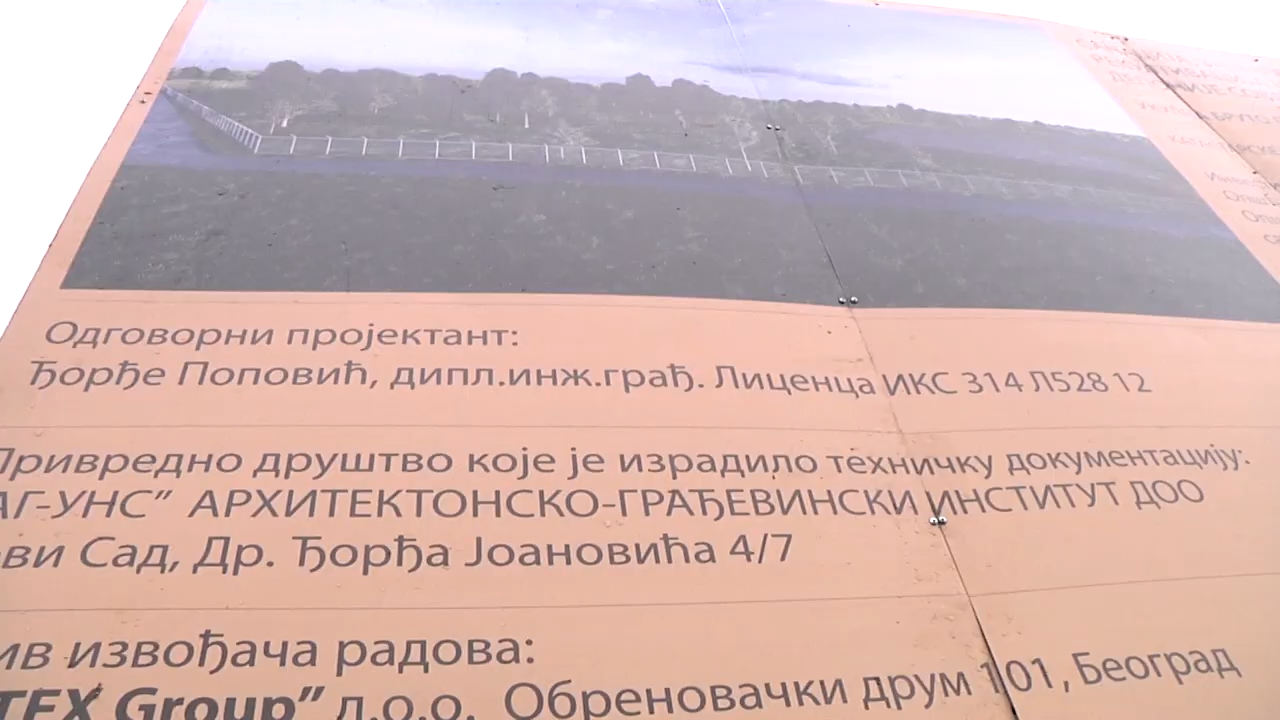 Одговорни пројектант:
Ђорђе Поповић, дипл.инж.грађ. Лиценца ИКС 314 Л528 12
Привредно друштво које је израдило техничку документацију:
АГ-УНС” АРХИТЕКТОНСКО-ГРАЂЕВИНСКИ ИНСТИТУТ ДОО
ови Сад, Др. Ђорђа Јоановића 4/7
ив извођача радова:
TEX Group” д.о.о. Обреновачки друм 101, Београд